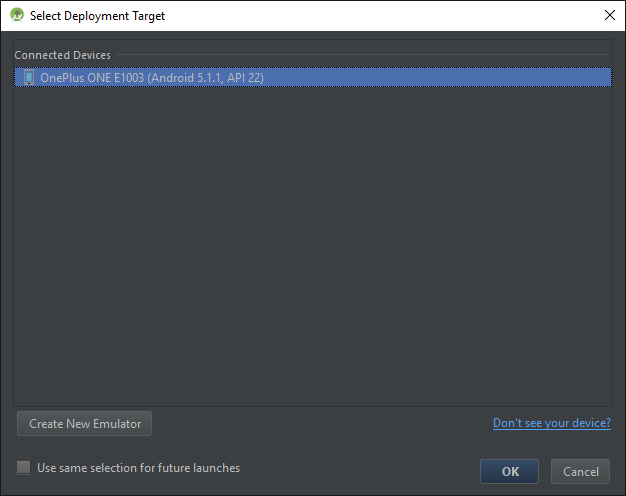 Select Deployment Target
Connected Devices
OnePlus ONE E1003 (Android 5.1.1, API 22)
Create New Emulator
Don't see your device?
Use same selection for future launches
OK
Cancel